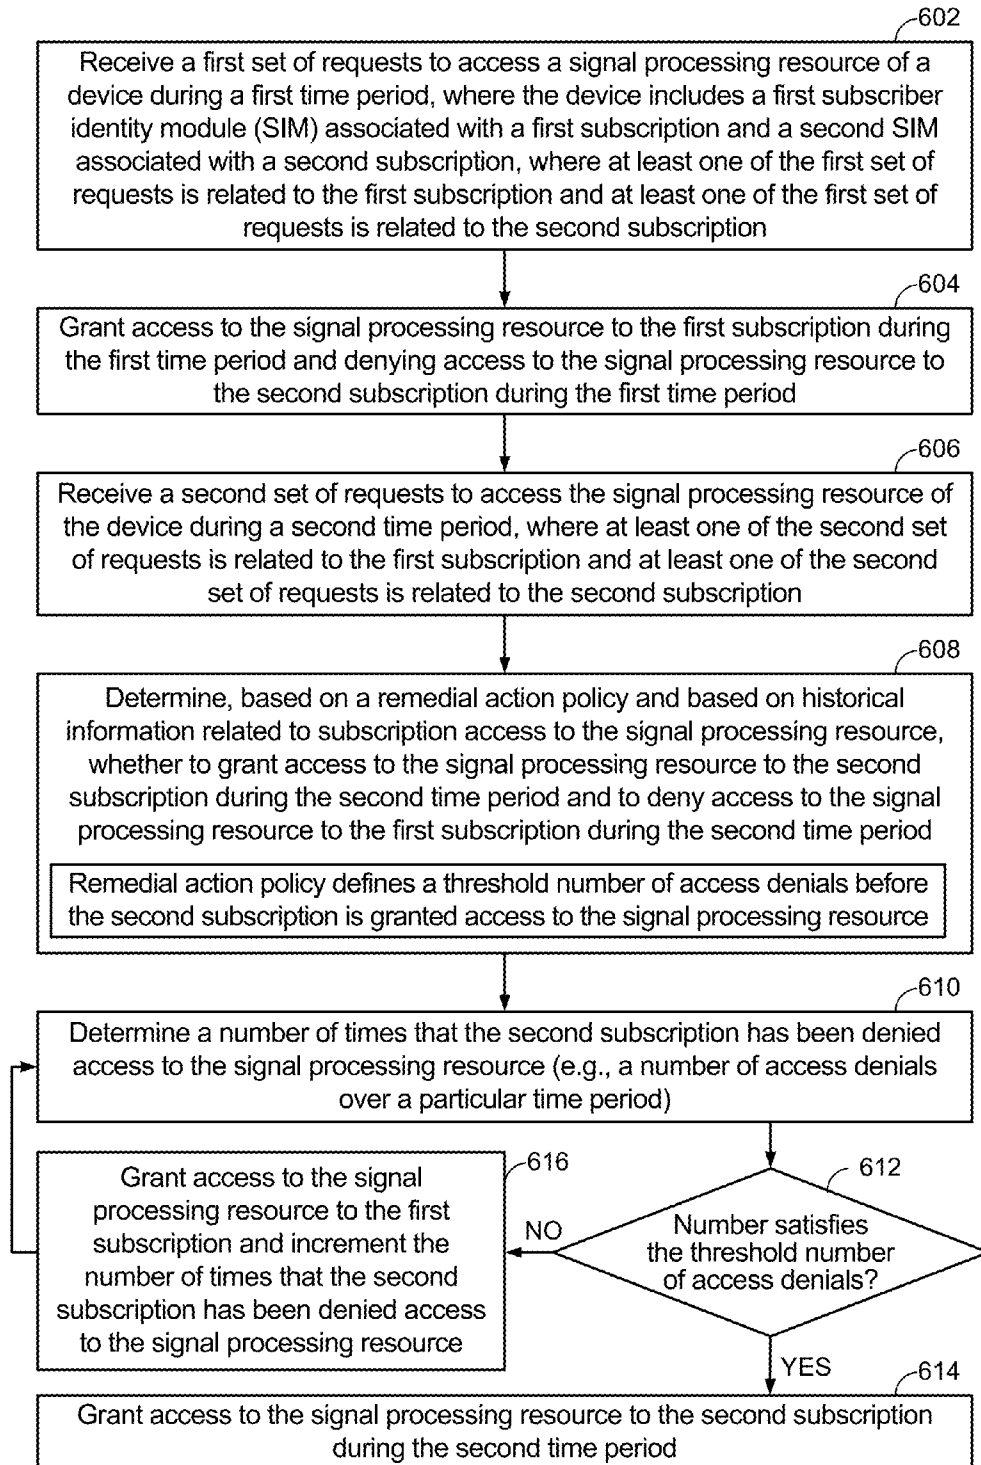 602
Receive a first set of requests to access a signal processing resource of a
device during a first time period, where the device includes a first subscriber
identity module (SIM) associated with a first subscription and a second SIM
associated with a second subscription, where at least one of the first set of
requests is related to the first subscription and at least one of the first set of
requests is related to the second subscription
604
Grant access to the signal processing resource to the first subscription during
the first time period and denying access to the signal processing resource to
the second subscription during the first time period
606
Receive a second set of requests to access the signal processing resource of
the device during a second time period, where at least one of the second set
of requests is related to the first subscription and at least one of the second
set of requests is related to the second subscription
608
Determine, based on a remedial action policy and based on historical
information related to subscription access to the signal processing resource,
whether to grant access to the signal processing resource to the second
subscription during the second time period and to deny access to the signal
processing resource to the first subscription during the second time period
Remedial action policy defines a threshold number of access denials before
the second subscription is granted access to the signal processing resource
610
Determine a number of times that the second subscription has been denied
access to the signal processing resource (e.g., a number of access denials
over a particular time period)
616
Grant access to the signal
processing resource to the first
subscription and increment the
number of times that the second
subscription has been denied access
to the signal processing resource
NO
612
Number satisfies
the threshold number
of access denials?
YES
614
Grant access to the signal processing resource to the second subscription
during the second time period